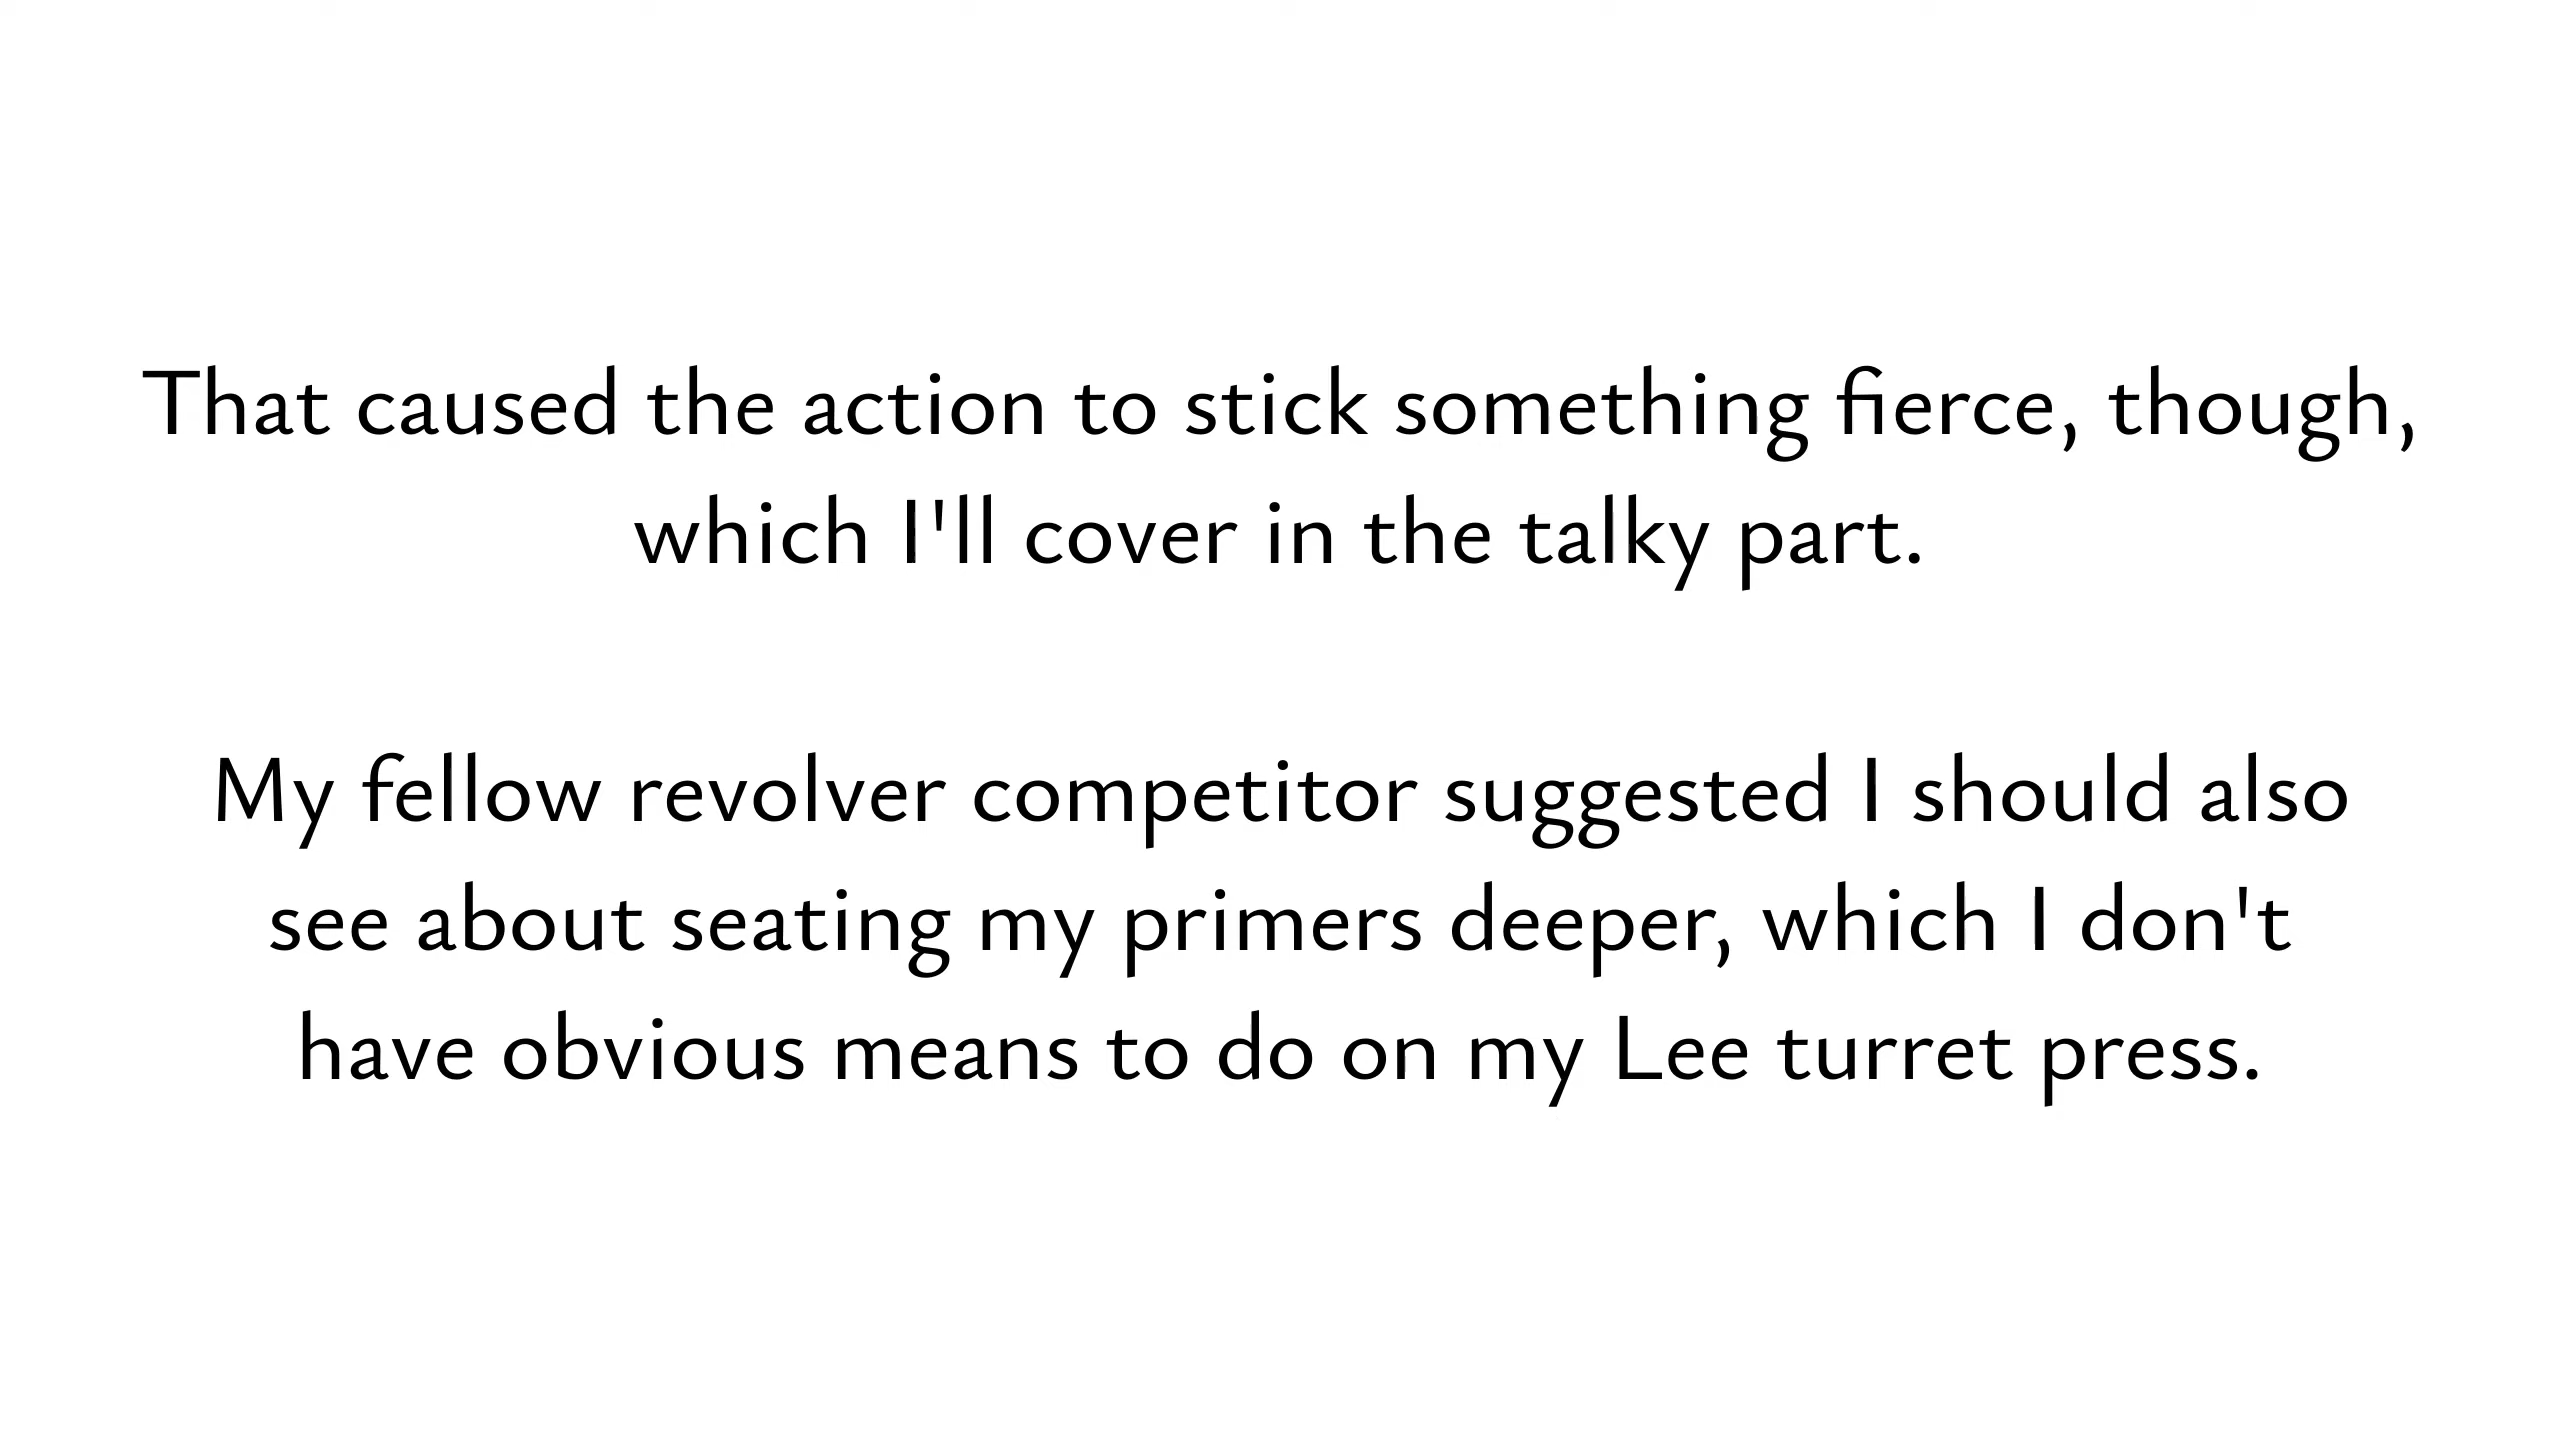 That caused the action to stick something fierce, though,
which I'll cover in the talky part.
My fellow revolver competitor suggested I should also
see about seating my primers deeper, which I don't
have obvious means to do on my Lee turret press.